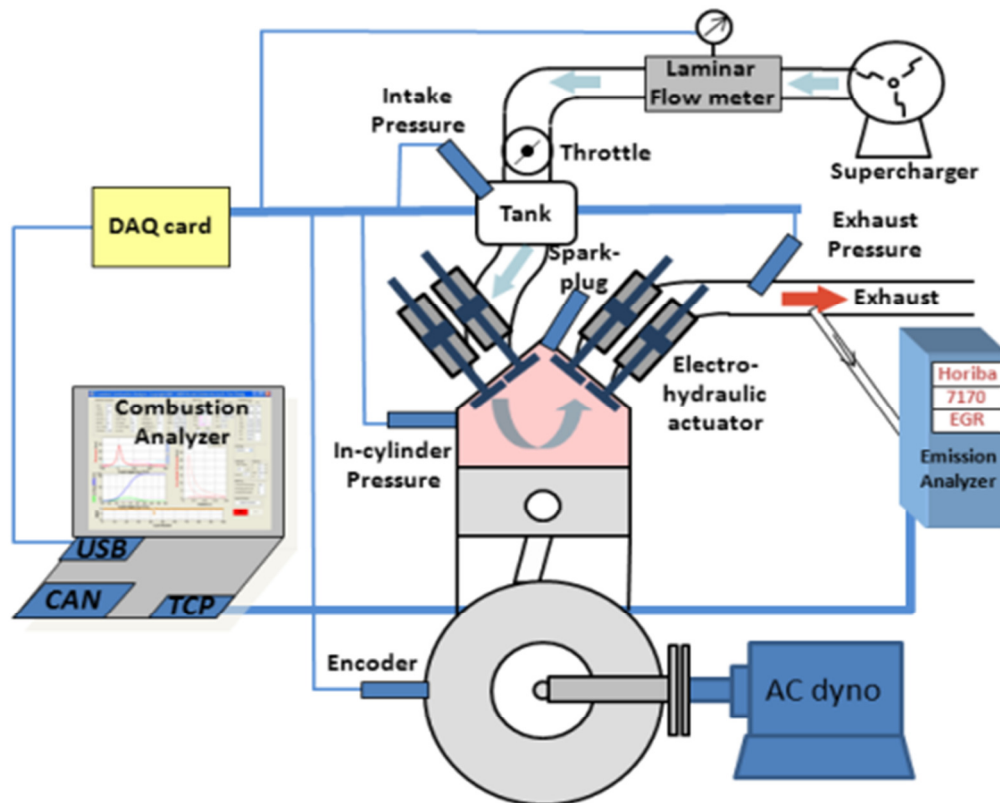 Laminar
Flow meter
Intake
Pressure
Throttle
Supercharger
DAQ card
Tank
Exhaust
Pressure
Spark-
plug
Exhaust
Electro-
hydraulic
actuator
Horiba
7170
EGR
Emission
Analyzer
Combustion
Analyzer
In-cylinder
Pressure
USB
CAN
TCP
Encoder
AC dyno